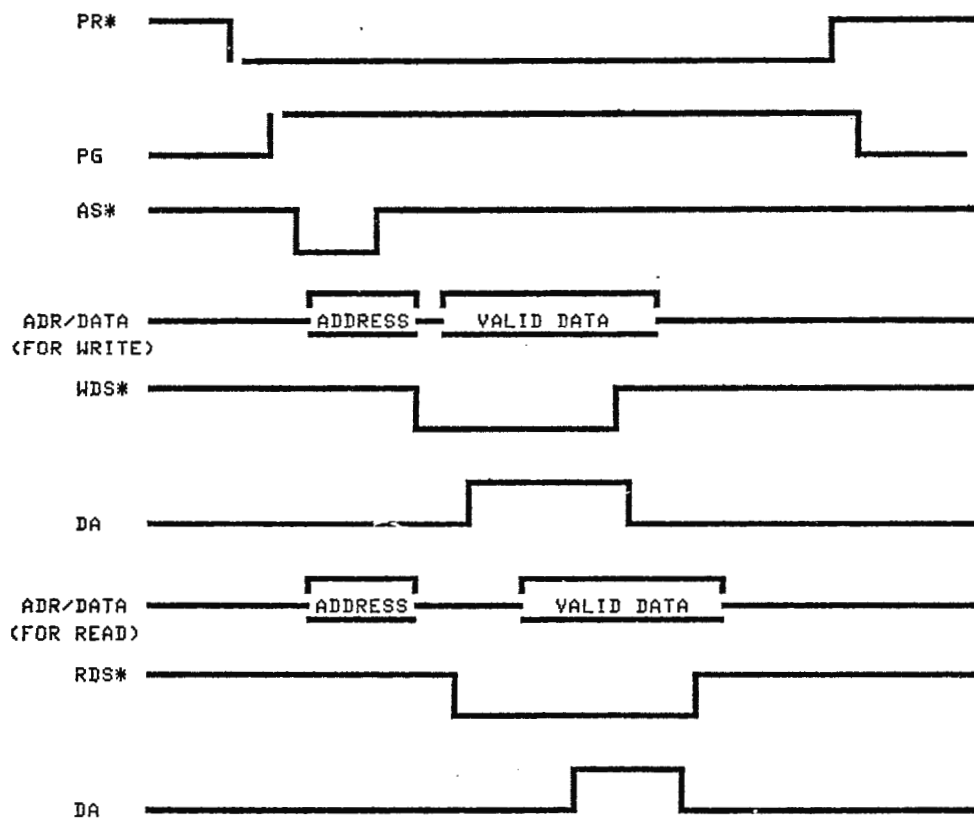 PR*
PG
AS*
ADR/DATA ADDRESS VALID DATA
(FOR WRITE)
WDS*
DA
ADR/DATA ADDRESS VALID DATA
(FOR READ)
RDS*
DA